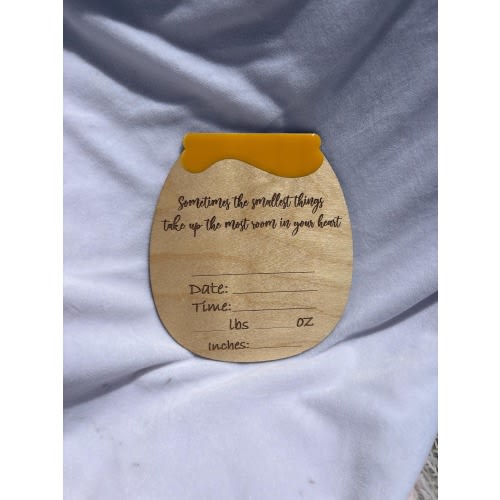 Sometimes the smallest things
take up the most room in your heart
Date:
Time:
lbs oz
Inches: